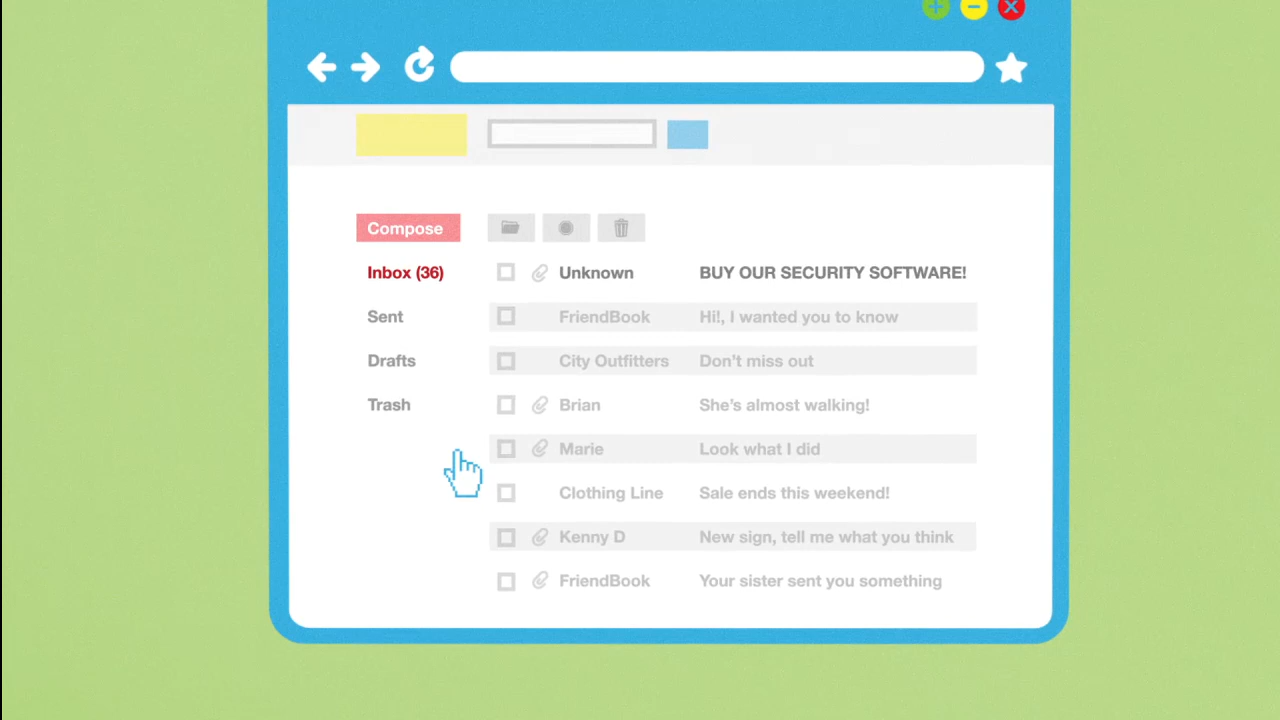 Compose
Inbox (36) Unknown BUY OUR SECURITY SOFTWARE!
Sent FriendBook Hi!, I wanted you to know
Drafts City Outfitters Don't miss out
Trash Brian She's almost walking!
Marie Look what I did
Clothing Line Sale ends this weekend!
Kenny D New sign, tell me what you think
FriendBook Your sister sent you something